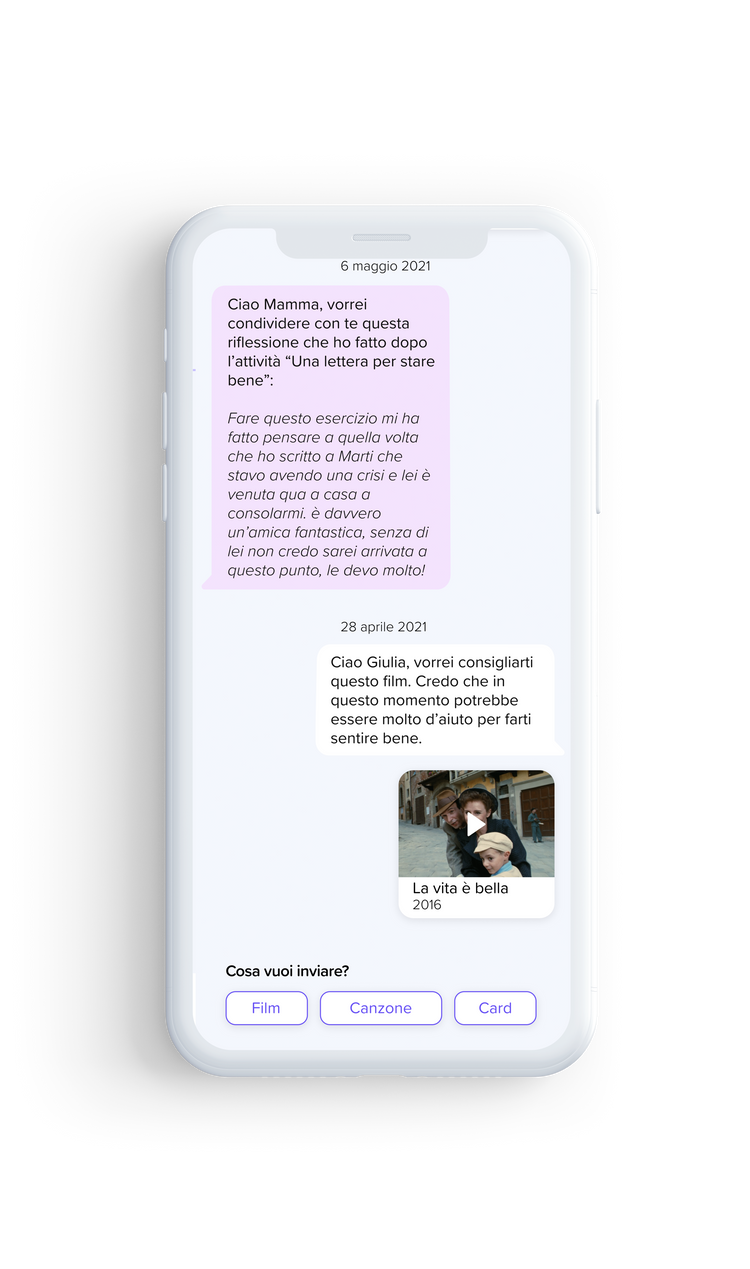 6 maggio 2021
Ciao Mamma, vorrei
condividere con te questa
riflessione che ho fatto dopo
l’attività “Una lettera per stare
bene”:
Fare questo esercizio mi ha
fatto pensare a quella volta
che ho scritto a Marti che
stavo avendo una crisi e lei è
venuta qua a casa a
consolarmi. è davvero
un’amica fantastica, senza di
lei non credo sarei arrivata a
questo punto, le devo molto!
28 aprile 2021
Ciao Giulia, vorrei consigliarti
questo film. Credo che in
questo momento potrebbe
essere molto d’aiuto per farti
sentire bene.
La vita è bella
2016
Cosa vuoi inviare?
Film
Canzone
Card